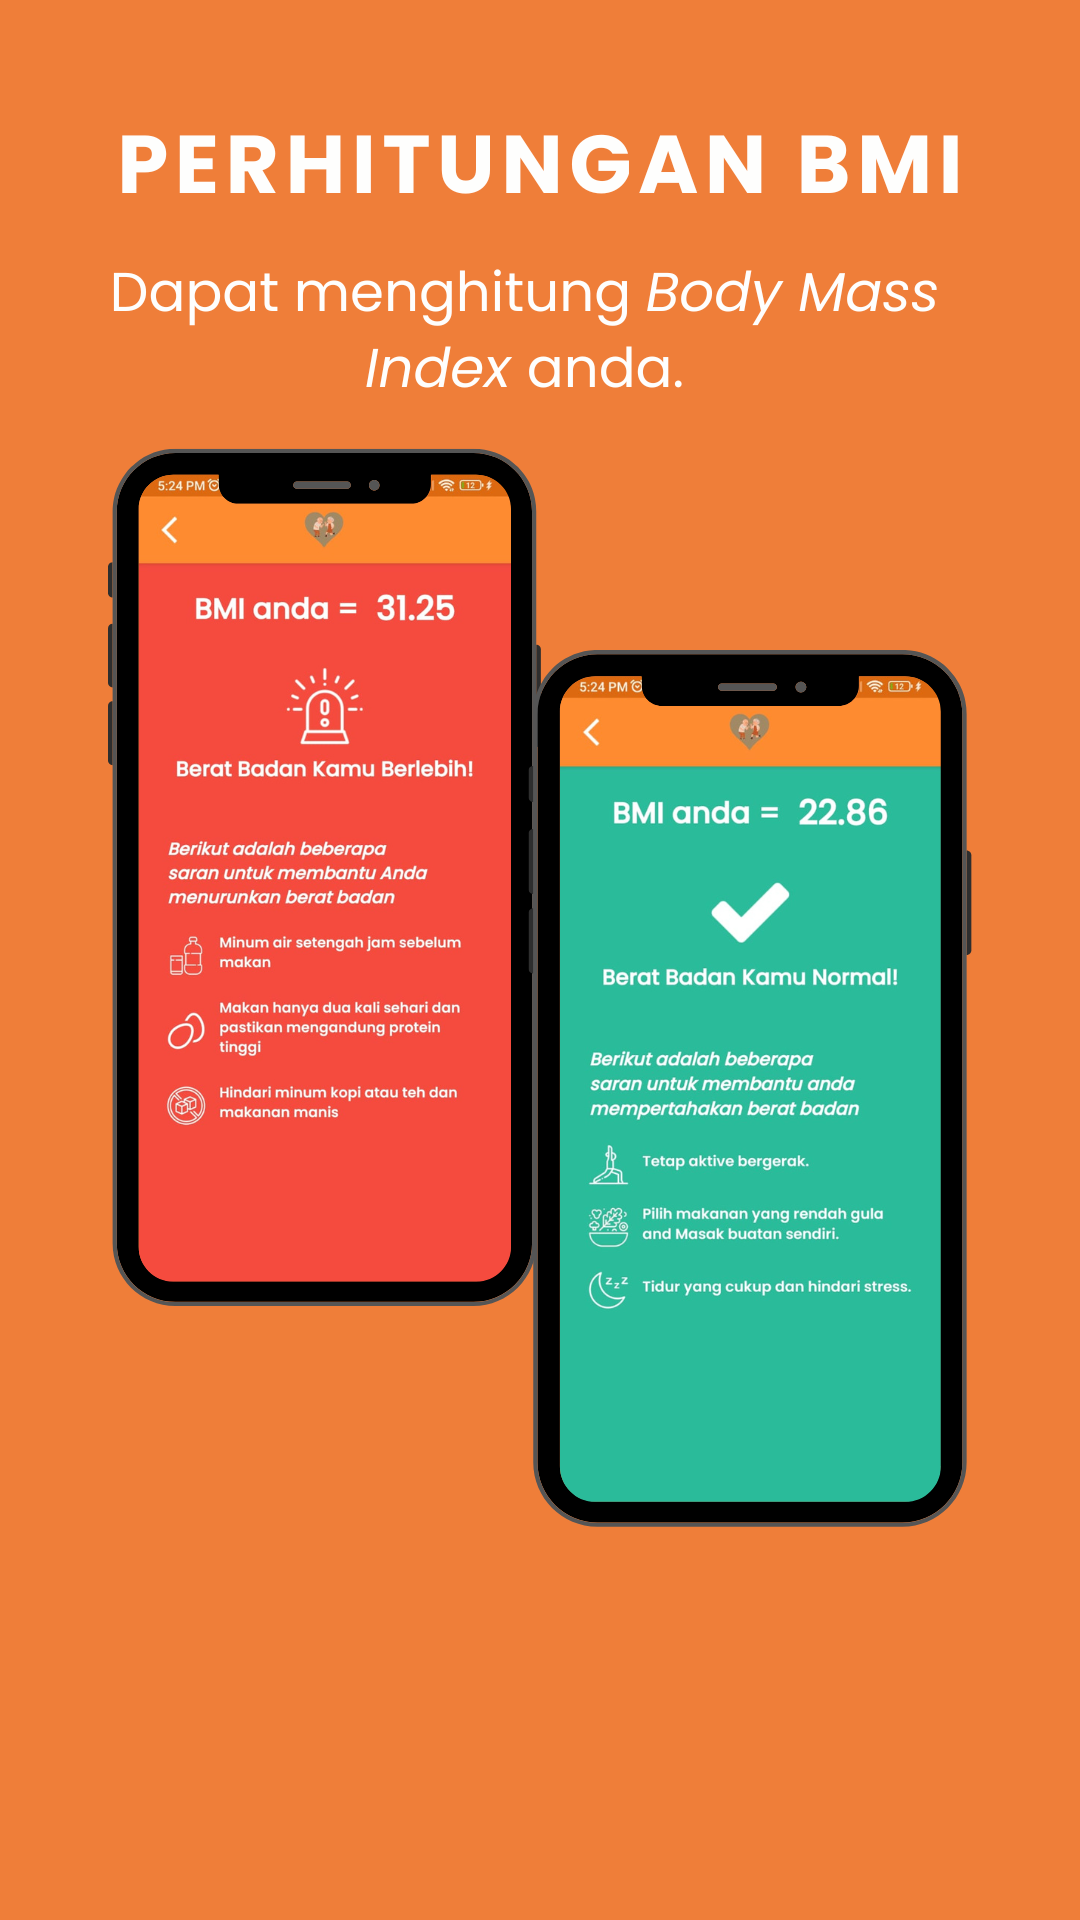 PERHITUNGAN BMI
Dapat menghitung Body Mass
Index anda.
5:24 PM
12
BMI anda = 31.25
Berat Badan Kamu Berlebih!
Berikut adalah beberapa
saran untuk membantu Anda
menurunkan berat badan
Minum air setengah jam sebelum
makan
Makan hanya dua kali sehari dan
pastikan mengandung protein
tinggi
Hindari minum kopi atau teh dan
makanan manis
5:24 PM
12
BMI anda = 22.86
Berat Badan Kamu Normal!
Berikut adalah beberapa
saran untuk membantu anda
mempertahakan berat badan
Tetap aktive bergerak.
Pilih makanan yang rendah gula
and Masak buatan sendiri.
zzz
Tidur yang cukup dan hindari stress.